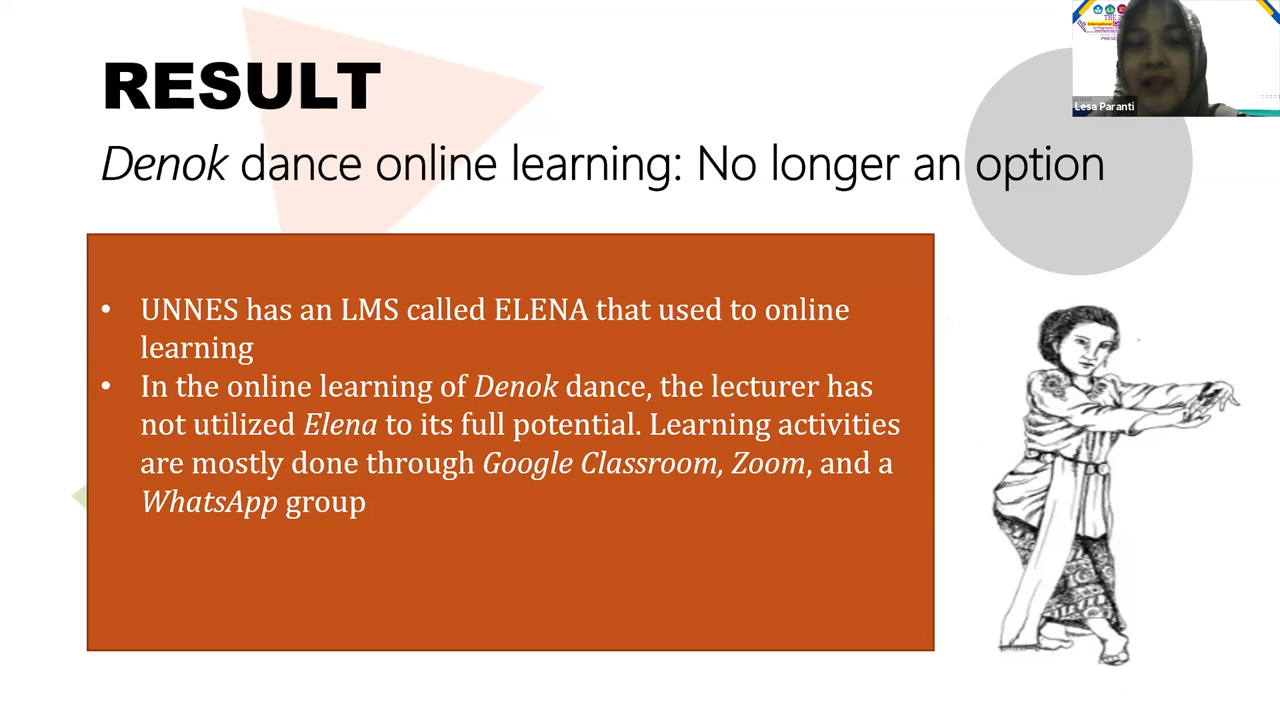 RESULT
Denok dance online learning: No longer an option
• UNNES has an LMS called ELENA that used to online
learning
• In the online learning of Denok dance, the lecturer has
not utilized Elena to its full potential. Learning activities
are mostly done through Google Classroom, Zoom, and a
WhatsApp group
Lesa Paranti